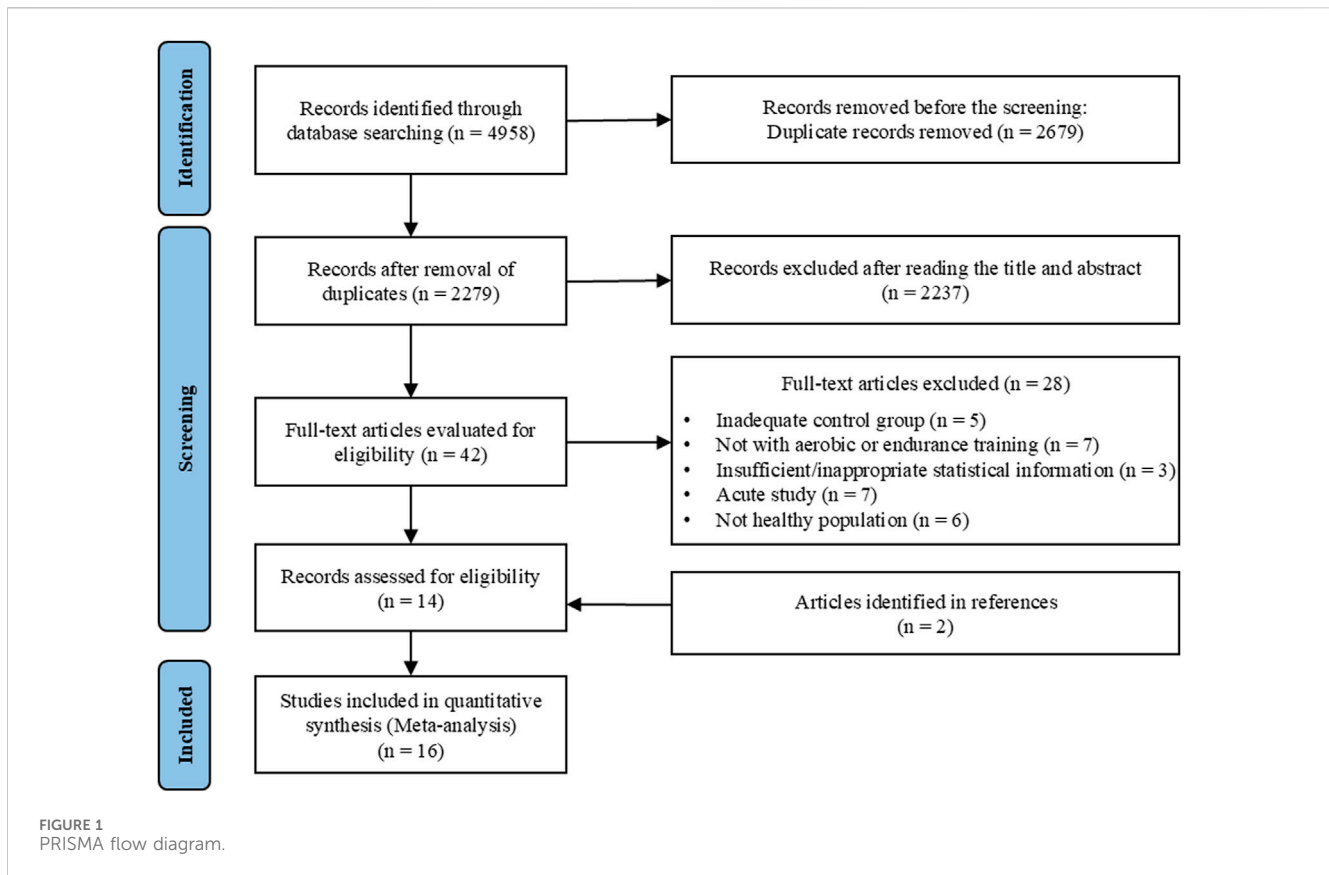 Identification
Records identified through
database searching (n = 4958)
Records removed before the screening:
Duplicate records removed (n = 2679)
Screening
Records after removal of
duplicates (n = 2279)
Records excluded after reading the title and abstract
(n = 2237)
Full-text articles evaluated for
eligibility (n = 42)
Full-text articles excluded (n = 28)
• Inadequate control group (n = 5)
• Not with aerobic or endurance training (n = 7)
• Insufficient/inappropriate statistical information (n = 3)
• Acute study (n = 7)
• Not healthy population (n = 6)
Records assessed for eligibility
(n = 14)
Articles identified in references
(n = 2)
Included
Studies included in quantitative
synthesis (Meta-analysis)
(n = 16)
FIGURE 1
PRISMA flow diagram.